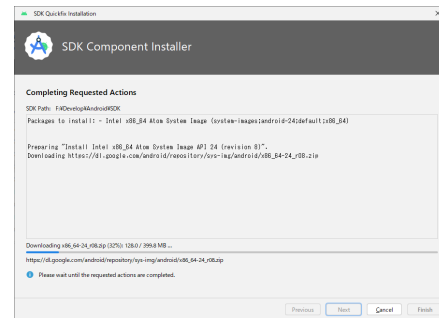 SDK Quickfix Installation
SDK Component Installer
Completing Requested Actions
SDK Path: F:#Develop#Android#SDK
Packages to install: - Intel x86_64 Atom System Image (system-images;android-24;default;x86_64)
Preparing "Install Intel x86_64 Atom System Image API 24 (revision 8)".
Downloading https://dl.google.com/android/repository/sys-img/android/x86_64-24_r08.zip
Downloading x86_64-24_r08.zip (32%): 128.0 / 399.8 MB ...
https://dl.google.com/android/repository/sys-img/android/x86_64-24_r08.zip
Please wait until the requested actions are completed.
Previous Next Cancel Finish